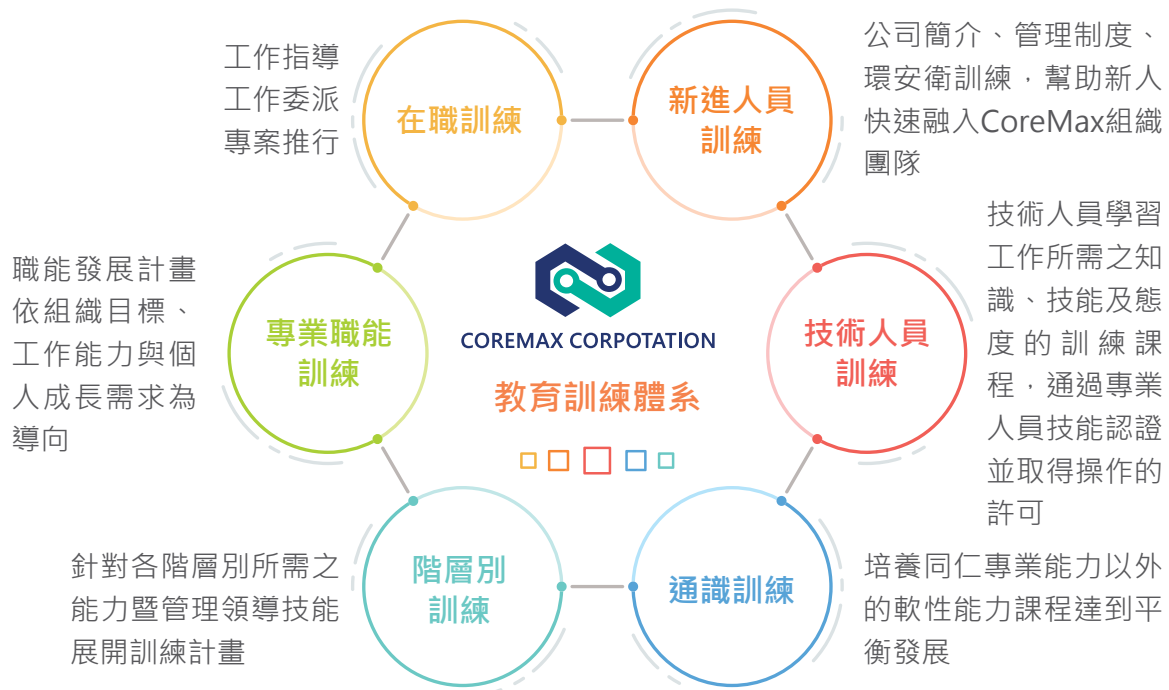 工作指導
工作委派
專案推行
在職訓練
新進人員
訓練
公司簡介、管理制度、
環安衛訓練，幫助新人
快速融入CoreMax組織
團隊
職能發展計畫
依組織目標、
工作能力與個
人成長需求為
導向
專業職能
訓練
COREMAX CORPOTATION
教育訓練體系
技術人員
訓練
技術人員學習
工作所需之知
識、技能及態
度的訓練課
程，通過專業
人員技能認證
並取得操作的
許可
針對各階層別所需之
能力暨管理領導技能
展開訓練計畫
階層別
訓練
通識訓練
培養同仁專業能力以外
的軟性能力課程達到平
衡發展